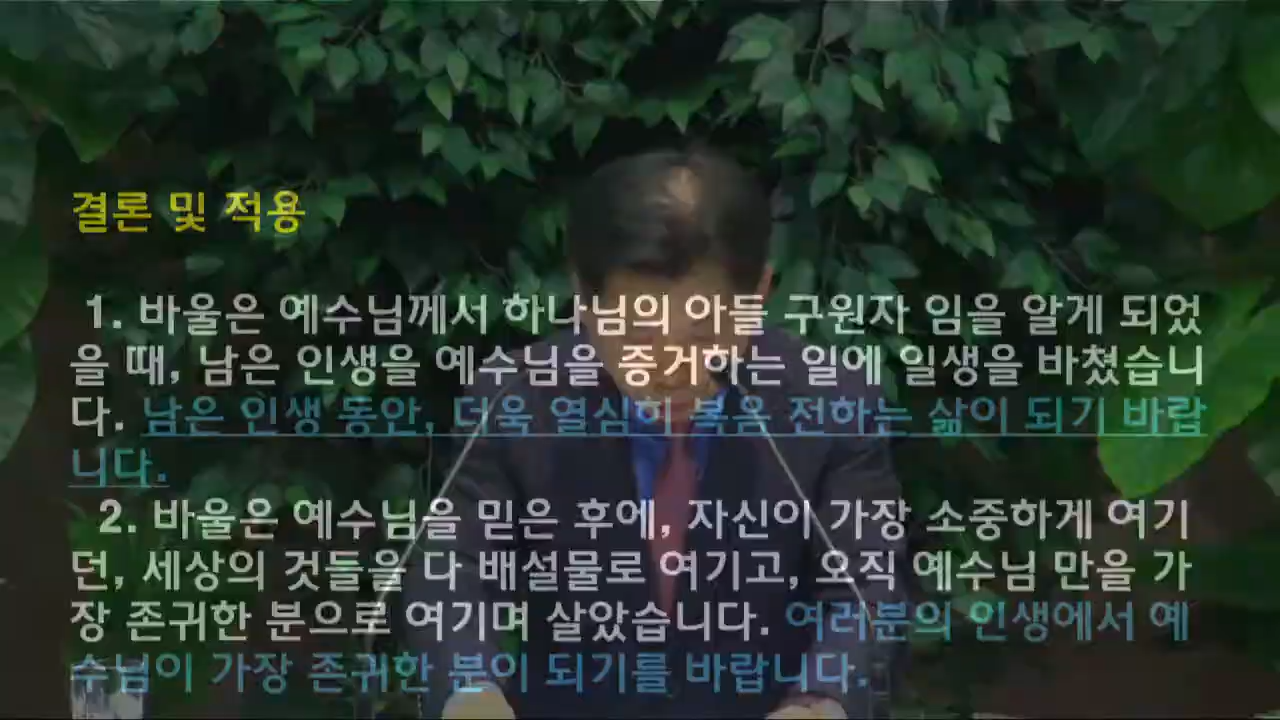 결론 및 적용
1. 바울은 예수님께서 하나님의 아들 구원자 임을 알게 되었
을 때, 남은 인생을 예수님을 증거하는 일에 일생을 바쳤습니
다. 남은 인생 동안, 더욱 열심히 복음 전하는 삶이 되기 바랍
니다.
2. 바울은 예수님을 믿은 후에, 자신이 가장 소중하게 여기
던, 세상의 것들을 다 배설물로 여기고, 오직 예수님 만을 가
장 존귀한 분으로 여기며 살았습니다. 여러분의 인생에서 예
수님이 가장 존귀한 분이 되기를 바랍니다.